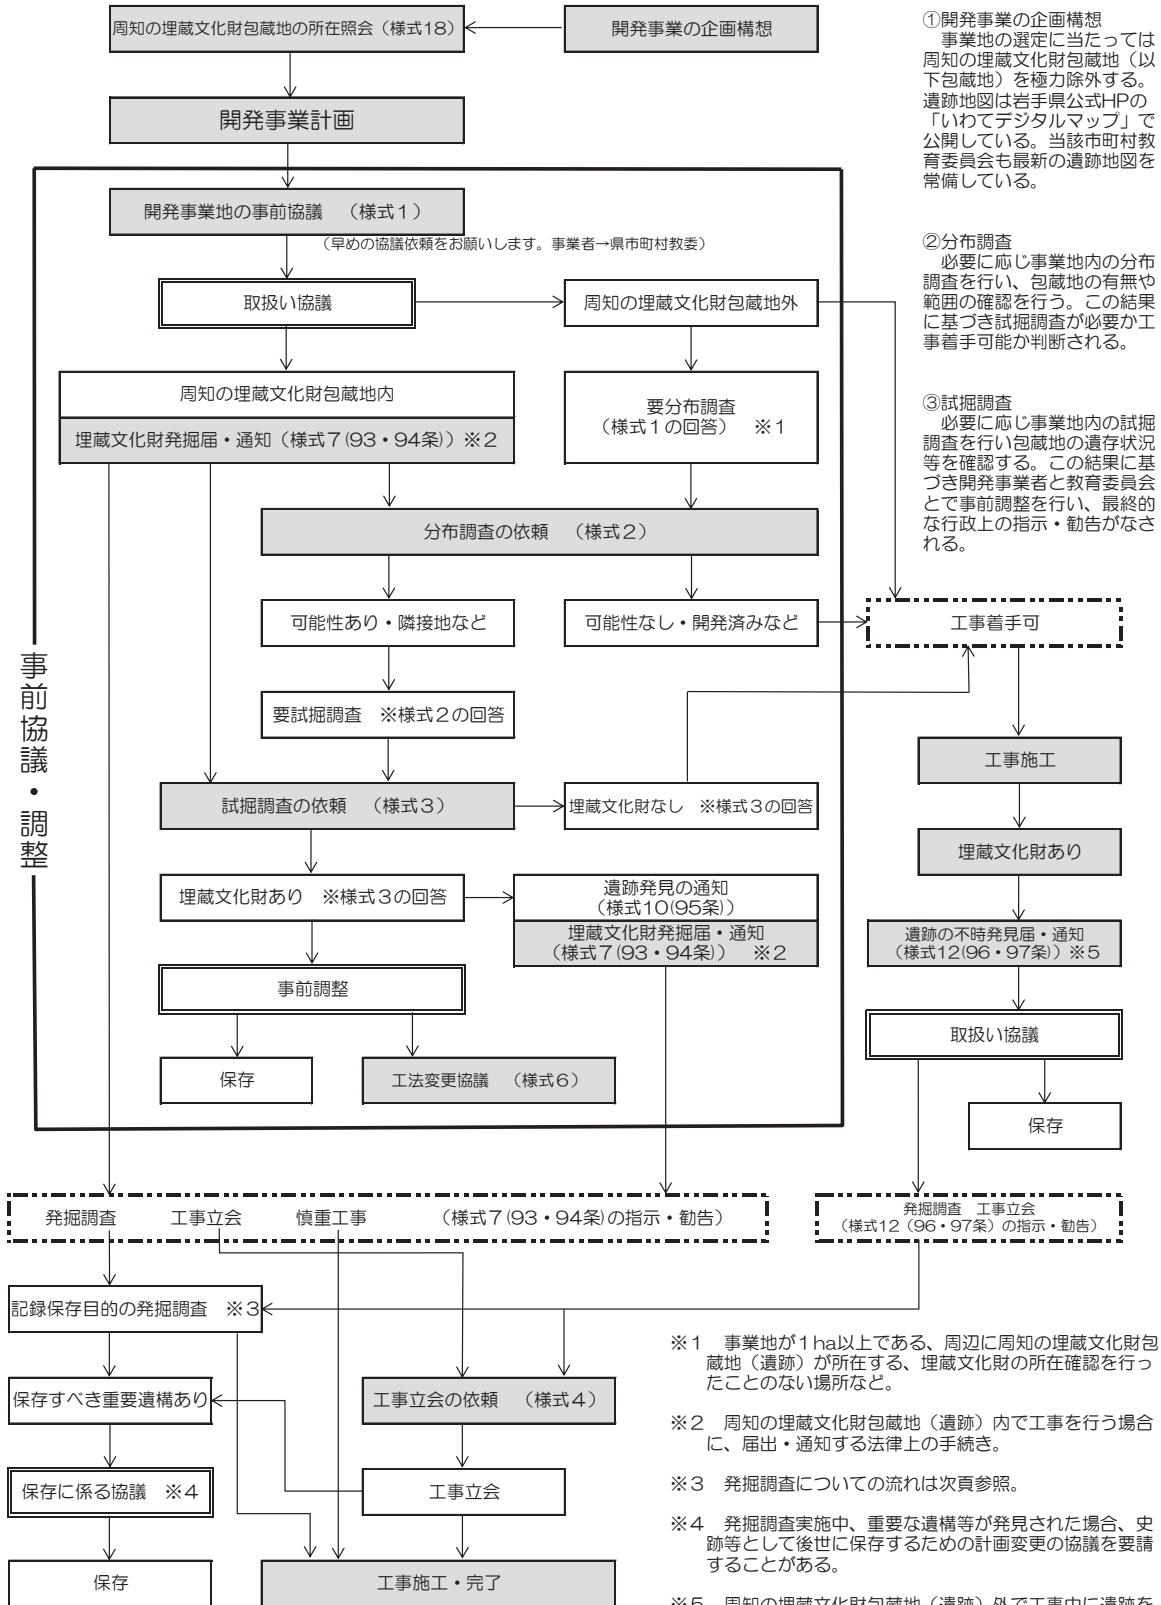 周知の埋蔵文化財包蔵地の所在照会（様式18）
開発事業の企画構想
開発事業計画
事前協議・調整
開発事業地の事前協議　（様式１）
（早めの協議依頼をお願いします。事業者→県市町村教委）
取扱い協議
周知の埋蔵文化財包蔵地外
周知の埋蔵文化財包蔵地内
埋蔵文化財発掘届・通知（様式７(93・94条)）※２
要分布調査
（様式１の回答）　※１
分布調査の依頼　（様式２）
可能性あり・隣接地など
可能性なし・開発済みなど
工事着手可
要試掘調査　※様式２の回答
試掘調査の依頼　（様式３）
埋蔵文化財なし　※様式３の回答
埋蔵文化財あり　※様式３の回答
遺跡発見の通知
（様式10(95条)）
埋蔵文化財発掘届・通知
（様式７(93・94条)）　※２
事前調整
保存
工法変更協議　（様式６）
工事施工
埋蔵文化財あり
遺跡の不時発見届・通知
（様式12(96・97条)）※５
取扱い協議
保存
発掘調査　工事立会　慎重工事　（様式７(93・94条)の指示・勧告）
発掘調査　工事立会
（様式12（96・97条）の指示・勧告）
記録保存目的の発掘調査　※３
保存すべき重要遺構あり
工事立会の依頼　（様式４）
保存に係る協議　※４
工事立会
保存
工事施工・完了
①開発事業の企画構想
　事業地の選定に当たっては
周知の埋蔵文化財包蔵地（以
下包蔵地）を極力除外する。
遺跡地図は岩手県公式HPの
「いわてデジタルマップ」で
公開している。当該市町村教
育委員会も最新の遺跡地図を
常備している。
②分布調査
　必要に応じ事業地内の分布
調査を行い、包蔵地の有無や
範囲の確認を行う。この結果
に基づき試掘調査が必要か工
事着手可能か判断される。
③試掘調査
　必要に応じ事業地内の試掘
調査を行い包蔵地の遺存状況
等を確認する。この結果に基
づき開発事業者と教育委員会
とで事前調整を行い、最終的
な行政上の指示・勧告がなさ
れる。
※１　事業地が１ha以上である、周辺に周知の埋蔵文化財包
蔵地（遺跡）が所在する、埋蔵文化財の所在確認を行っ
たことのない場所など。
※２　周知の埋蔵文化財包蔵地（遺跡）内で工事を行う場合
に、届出・通知する法律上の手続き。
※３　発掘調査についての流れは次頁参照。
※４　発掘調査実施中、重要な遺構等が発見された場合、史
跡等として後世に保存するための計画変更の協議を要請
することがある。
※５　周知の埋蔵文化財包蔵地（遺跡）外で工事中に遺跡を